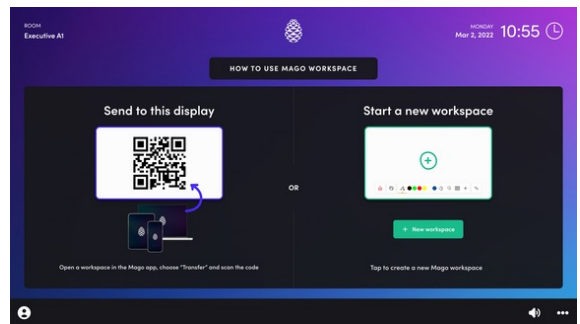 ROOM
Executive A1
MONDAY
Mar 2, 2022
10:55
HOW TO USE MAGO WORKSPACE
Send to this display
Start a new workspace
OR
+ New workspace
Open a workspace in the Mago app, choose "Transfer" and scan the code
Tap to create a new Mago workspace